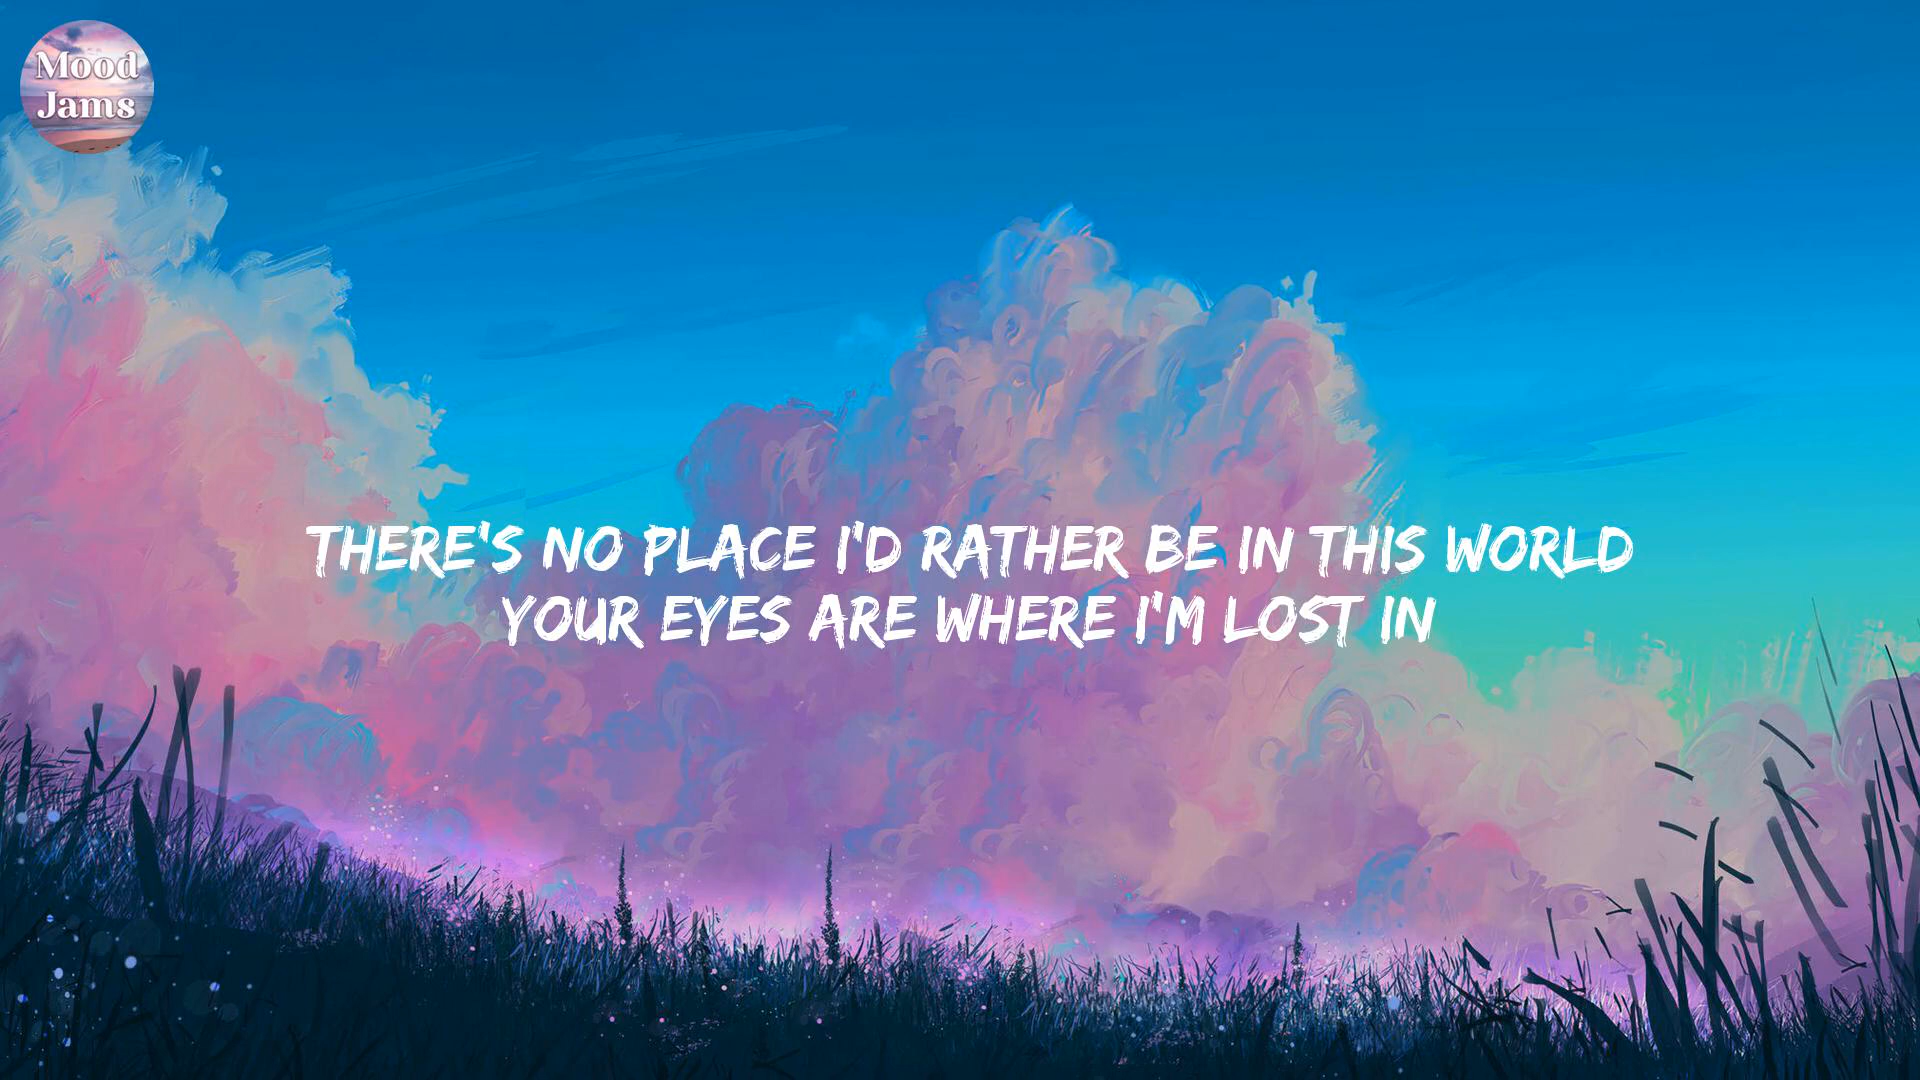 Mood
Jams
THERE'S NO PLACE I'D RATHER BE IN THIS WORLD
YOUR EYES ARE WHERE I'M LOST IN